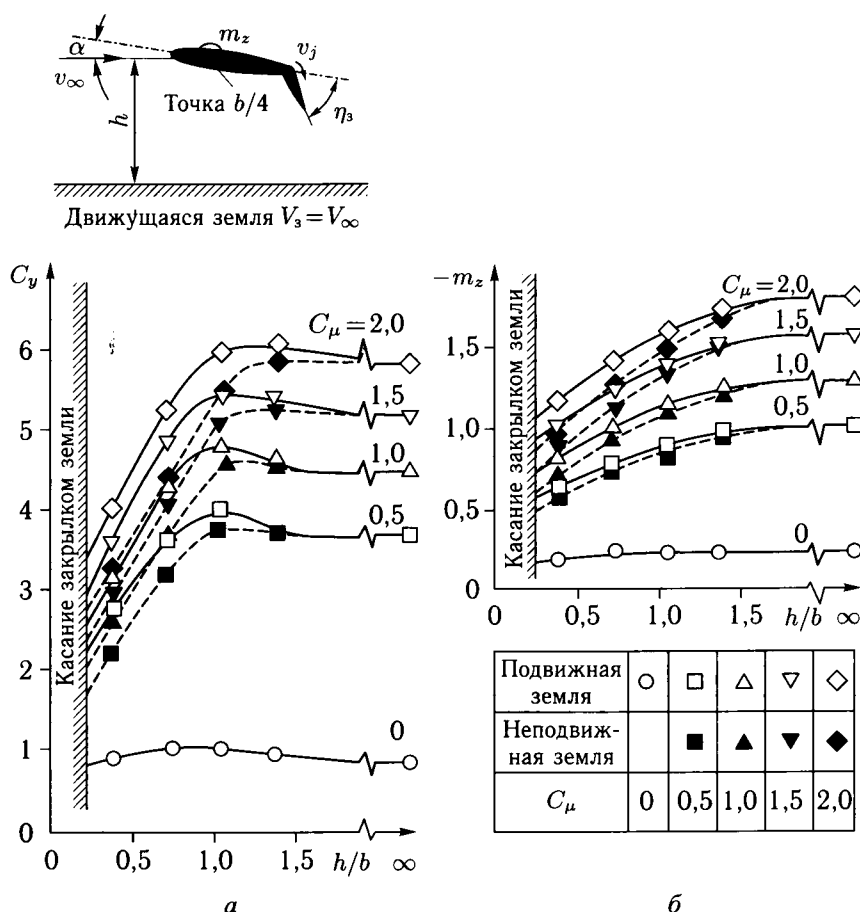 α
m_z
v_j
v_∞
Точка b/4
η_з
h
Движущаяся земля V_з = V_∞
C_y
Касание закрылком земли
C_μ = 2,0
1,5
1,0
0,5
0
6
5
4
3
2
1
0
0
0,5
1,0
1,5
h/b
∞
а
−m_z
Касание закрылком земли
C_μ = 2,0
1,5
1,0
0,5
0
1,5
1,0
0,5
0
0
0,5
1,0
1,5
h/b
∞
Подвижная
земля
Неподвиж-
ная земля
C_μ 0 0,5 1,0 1,5 2,0
б